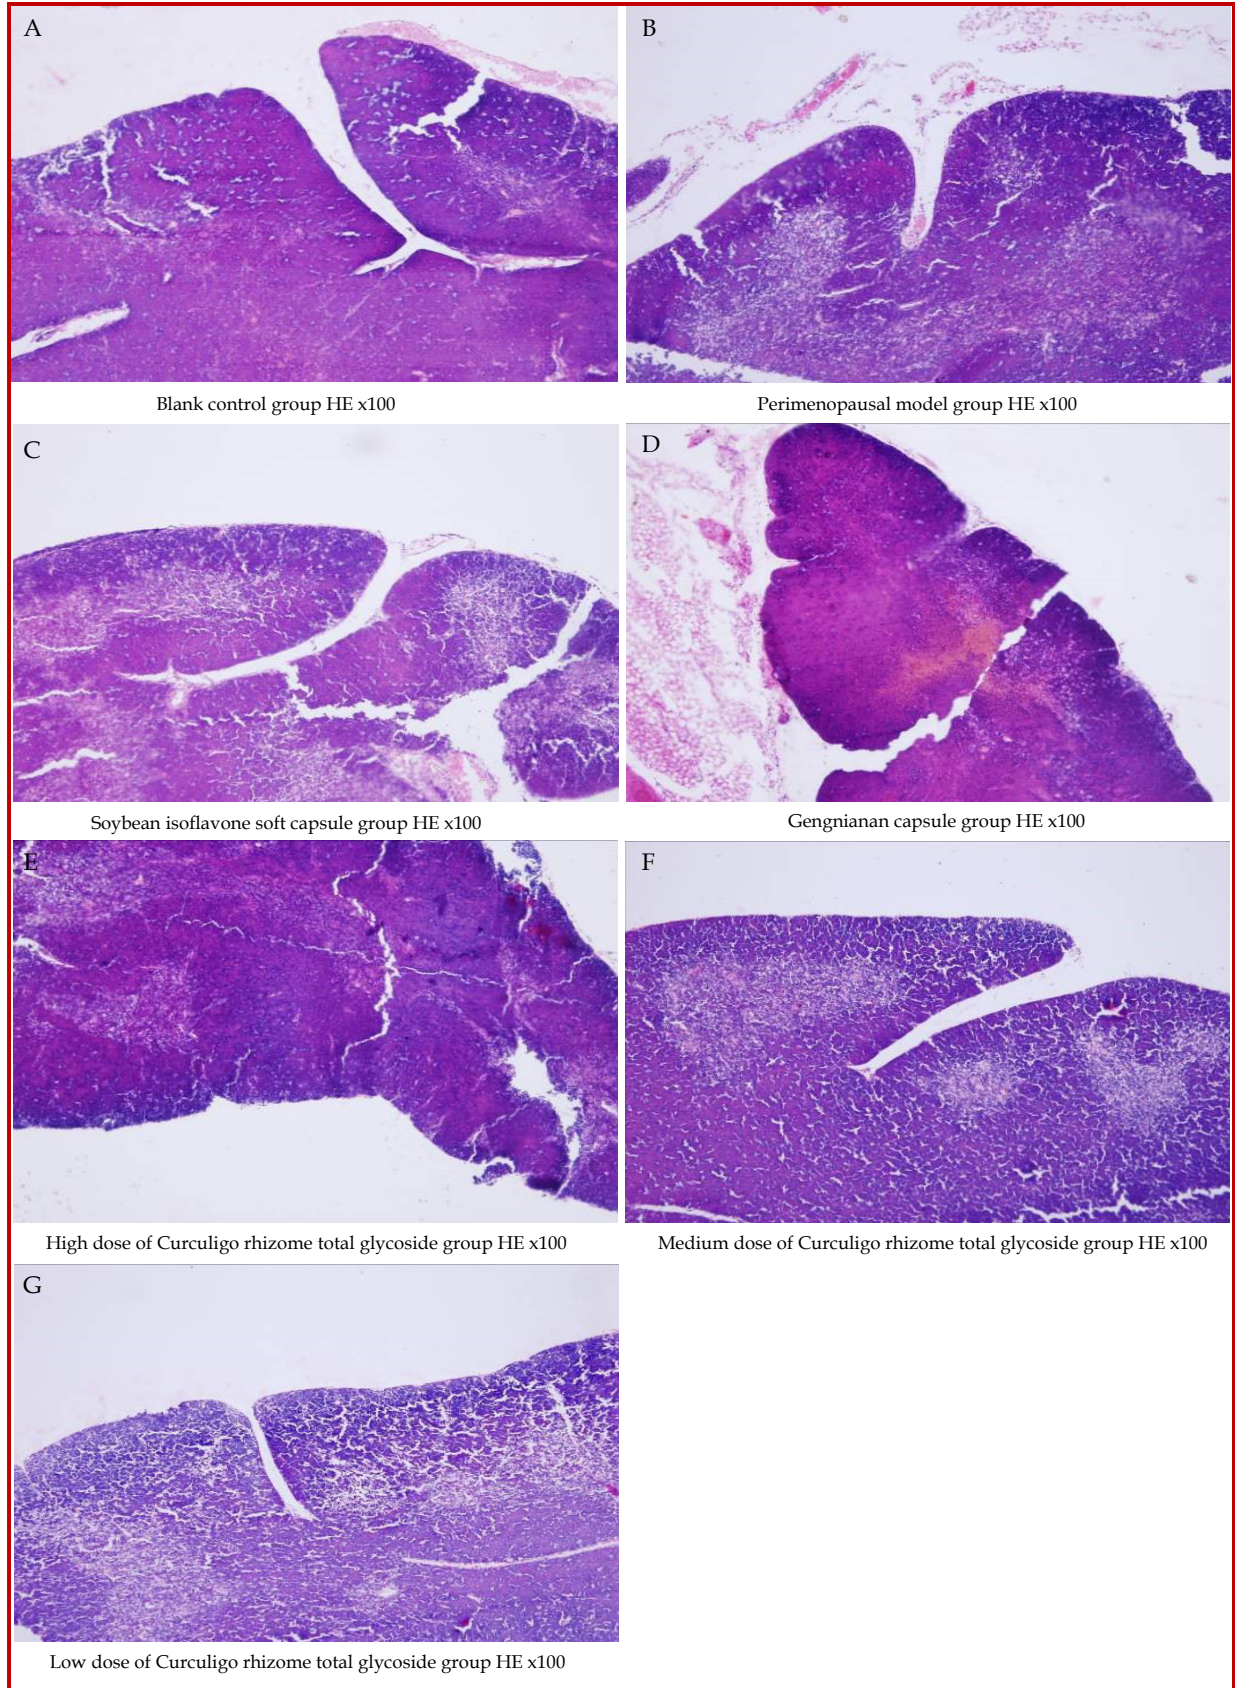 A
B
Blank control group HE x100
Perimenopausal model group HE x100
C
D
Soybean isoflavone soft capsule group HE x100
Gengnianan capsule group HE x100
E
F
High dose of Curculigo rhizome total glycoside group HE x100
Medium dose of Curculigo rhizome total glycoside group HE x100
G
Low dose of Curculigo rhizome total glycoside group HE x100